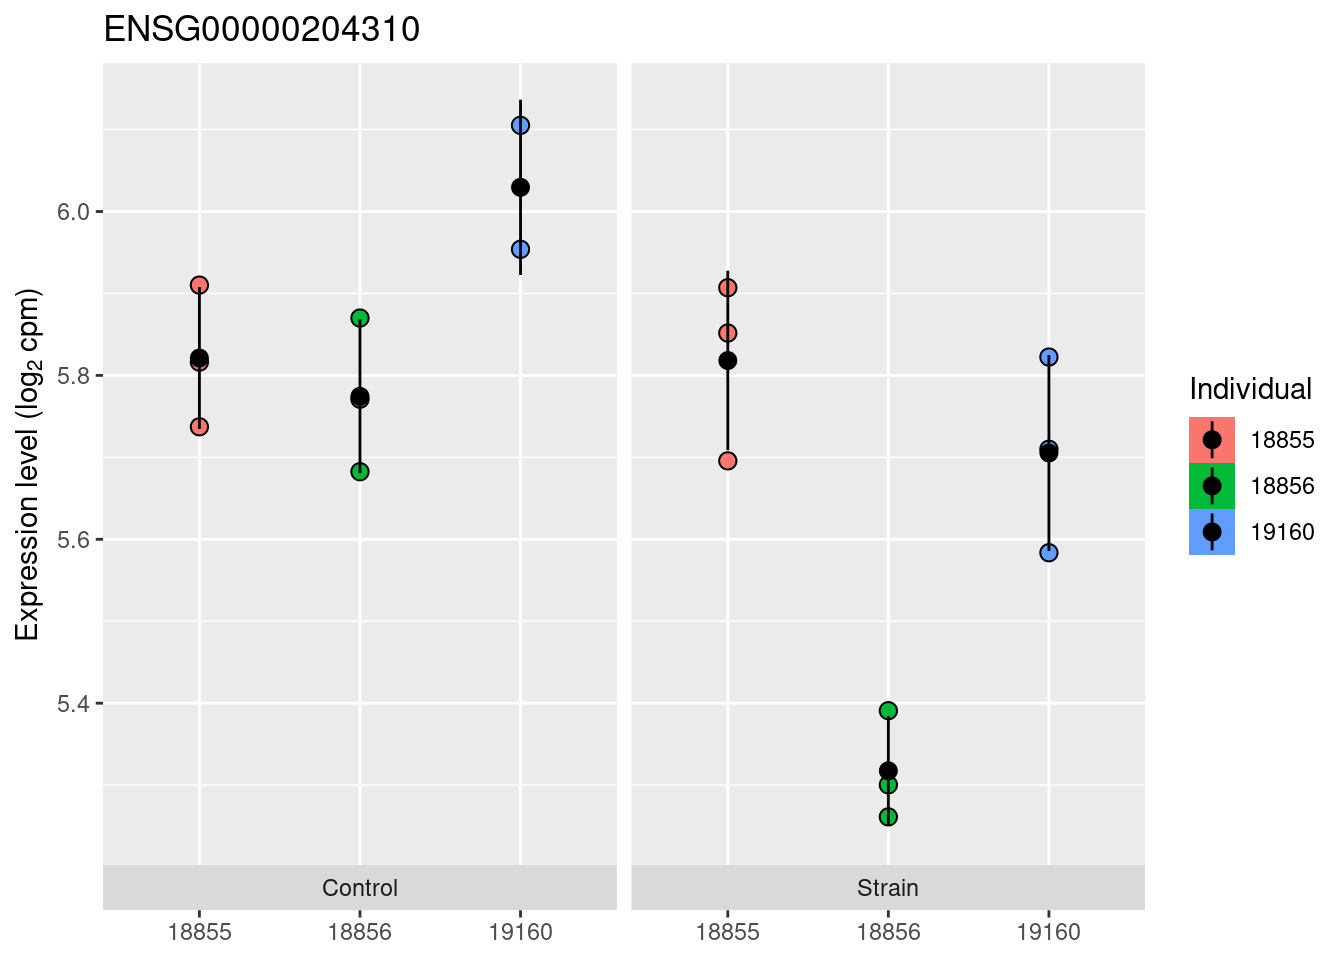 ENSG00000204310
Expression level (log₂ cpm)
6.0
5.8
5.6
5.4
Control
Strain
18855
18856
19160
18855
18856
19160
Individual
18855
18856
19160